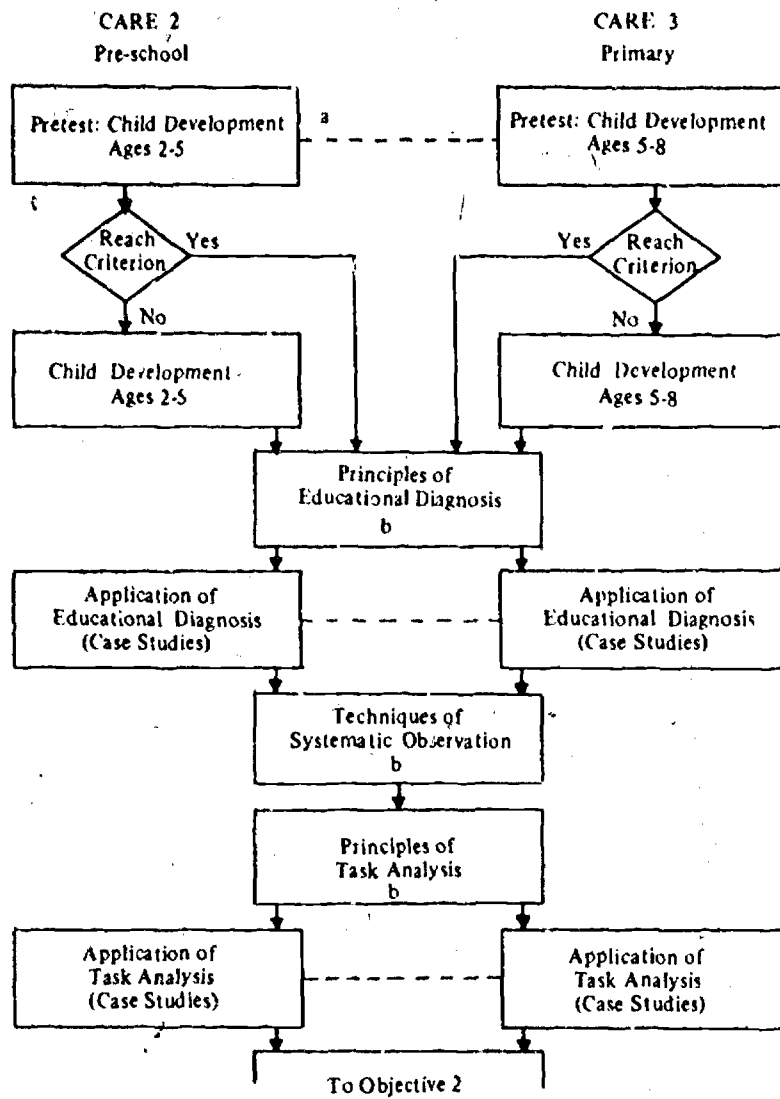 CARE 2
Pre-school
CARE 3
Primary
Pretest: Child Development
Ages 2-5
a
Pretest: Child Development
Ages 5-8
Reach
Criterion
Yes
No
Yes
Reach
Criterion
No
Child Development
Ages 2-5
Child Development
Ages 5-8
Principles of
Educational Diagnosis
b
Application of
Educational Diagnosis
(Case Studies)
Application of
Educational Diagnosis
(Case Studies)
Techniques of
Systematic Observation
b
Principles of
Task Analysis
b
Application of
Task Analysis
(Case Studies)
Application of
Task Analysis
(Case Studies)
To Objective 2